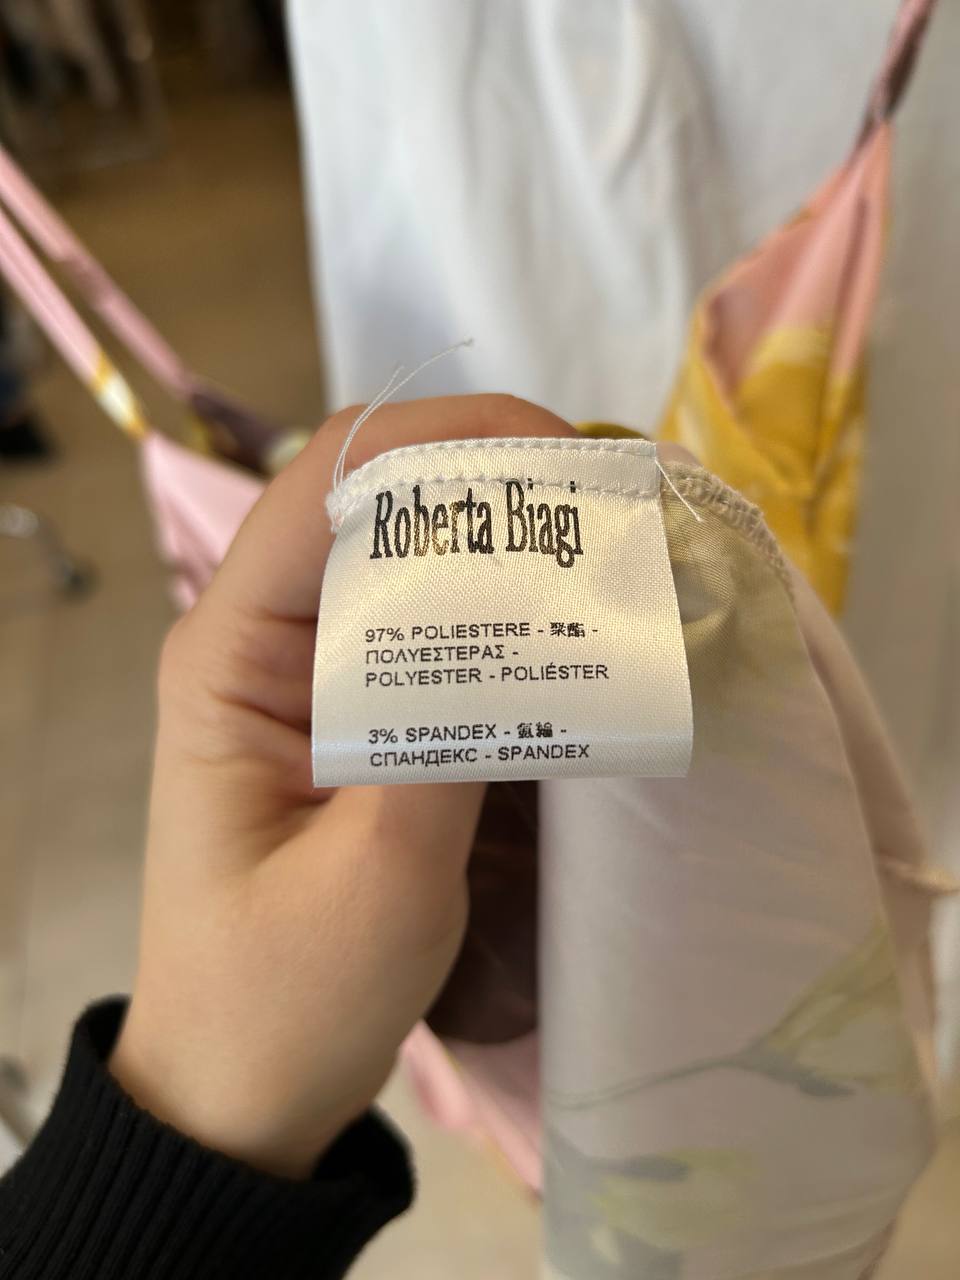 Roberta Biagi
97% POLIESTERE - 聚酯 -
ΠΟΛΥΕΣΤΕΡΑΣ -
POLYESTER - POLIÉSTER
3% SPANDEX - 氨綸 -
СПАНДЕКС - SPANDEX